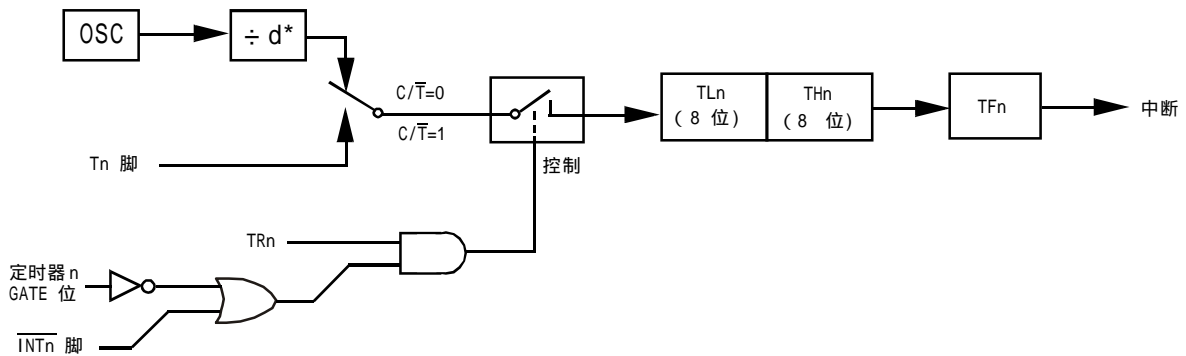 OSC
÷ d*
C/T̅=0
C/T̅=1
Tn 脚
控制
TLn
(8 位)
THn
(8 位)
TFn
中断
TRn
定时器n
GATE 位
I̅N̅T̅n̅ 脚